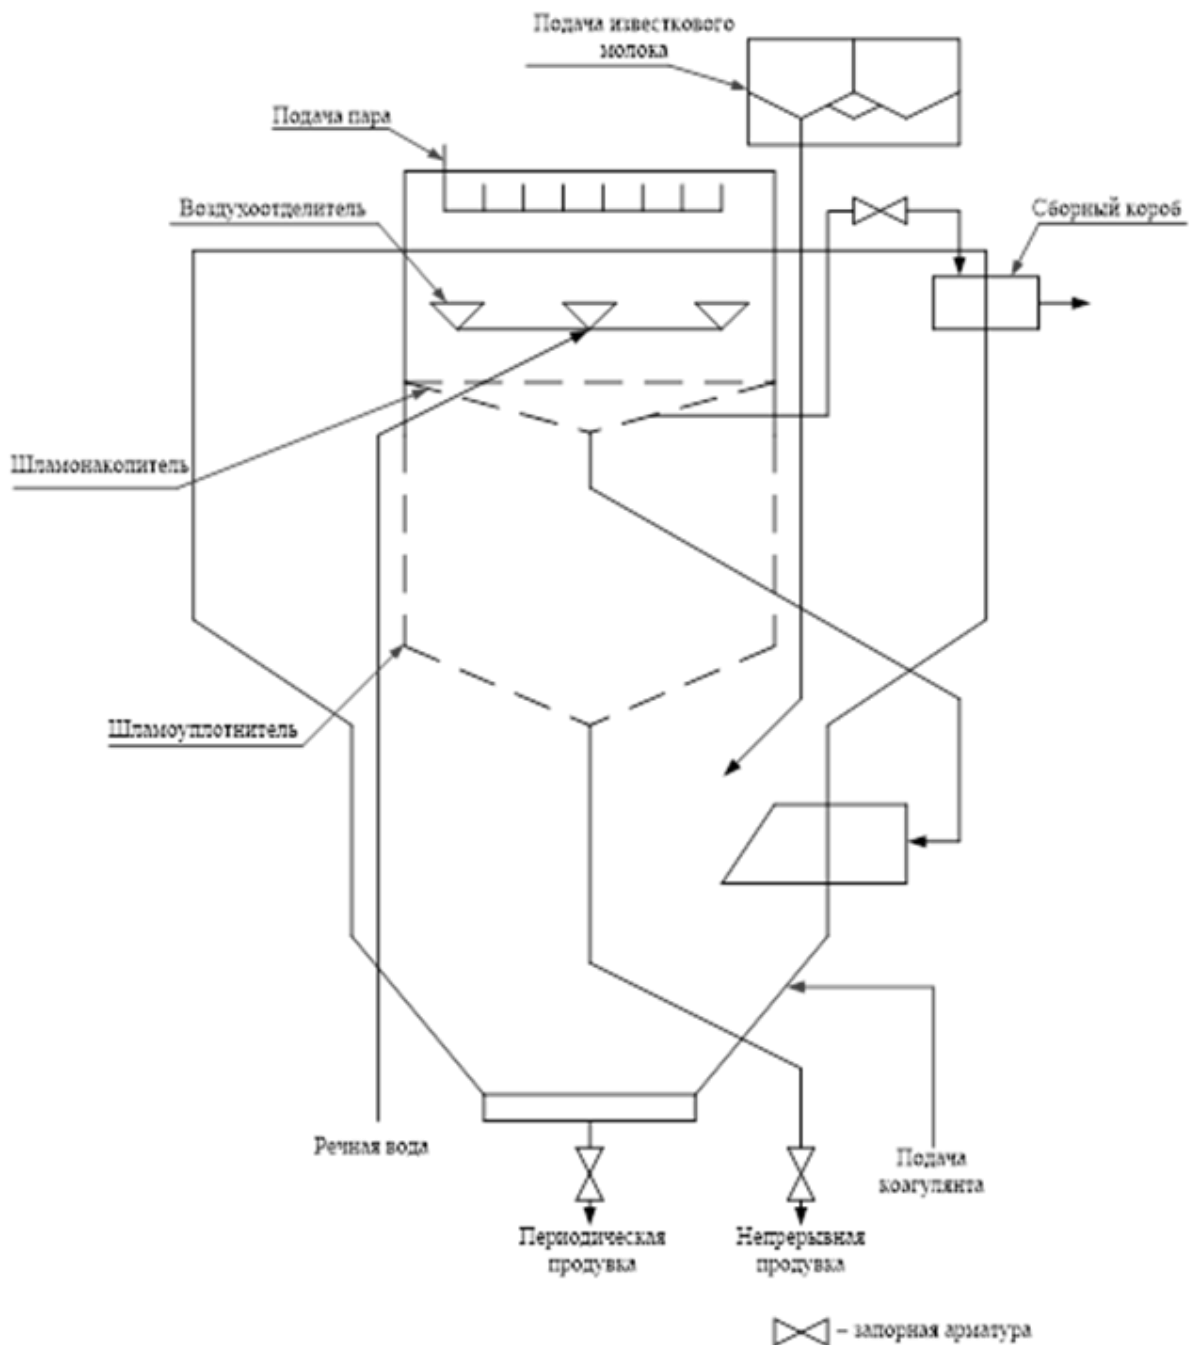 Подача известкового
молока
Подача пара
Воздухоотделитель
Сборный короб
Шламонакопитель
Шламоуплотнитель
Речная вода
Подача
коагулянта
Периодическая
продувка
Непрерывная
продувка
– запорная арматура